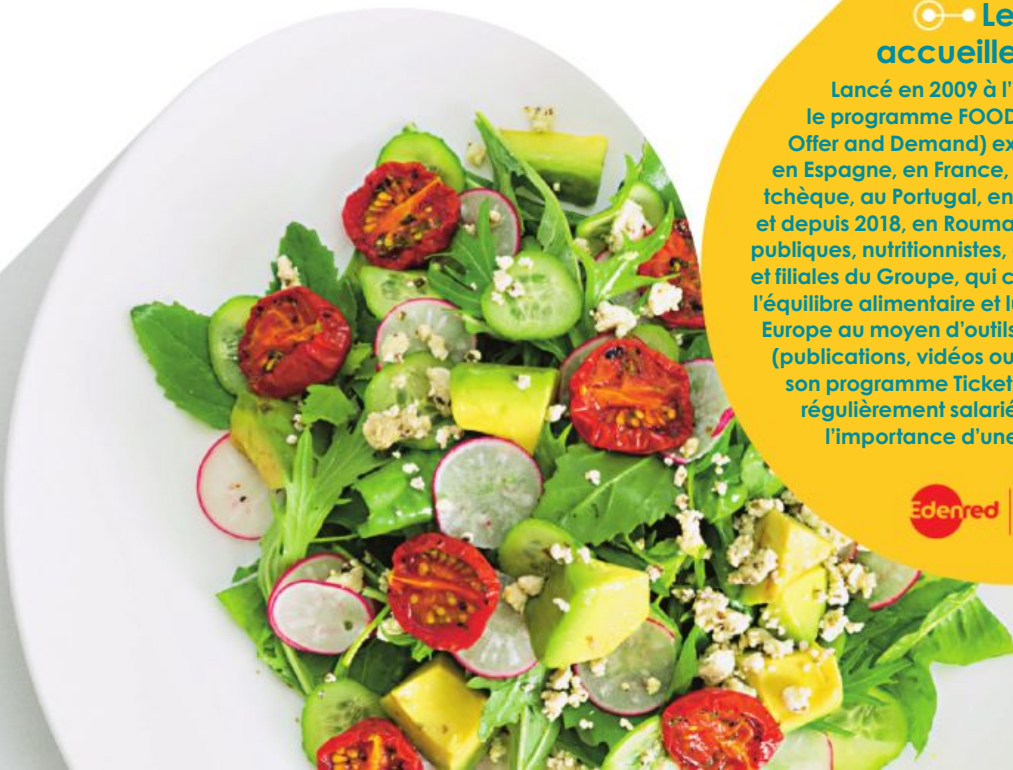 Le
accueille
Lancé en 2009 à l'
le programme FOOD
Offer and Demand) ex
en Espagne, en France,
tchèque, au Portugal, en
et depuis 2018, en Rouma
publiques, nutritionnistes,
et filiales du Groupe, qui c
l'équilibre alimentaire et lu
Europe au moyen d'outils
(publications, vidéos ou
son programme Ticket
régulièrement salarié
l'importance d'une
Edenred